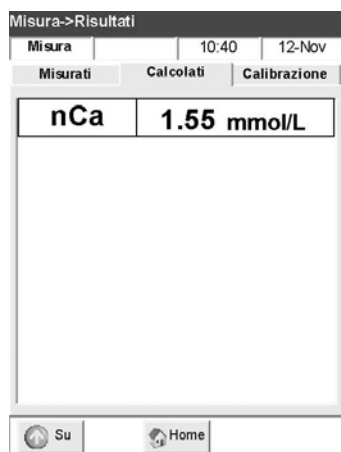 Misura->Risultati
Misura 10:40 12-Nov
Misurati Calcolati Calibrazione
nCa 1.55 mmol/L
Su Home